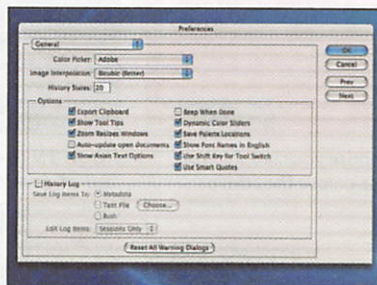 Preferences
General
OK
Cancel
Prev
Next
Color Picker: Adobe
Image Interpolation: Bicubic (Better)
History States: 20
Options
Export Clipboard
Show Tool Tips
Zoom Resizes Windows
Auto-update open documents
Show Asian Text Options
Beep When Done
Dynamic Color Sliders
Save Palette Locations
Show Font Names in English
Use Shift Key for Tool Switch
Use Smart Quotes
History Log
Save Log Items To: Metadata
Text File Choose...
Both
Edit Log Items: Sessions Only
Reset All Warning Dialogs